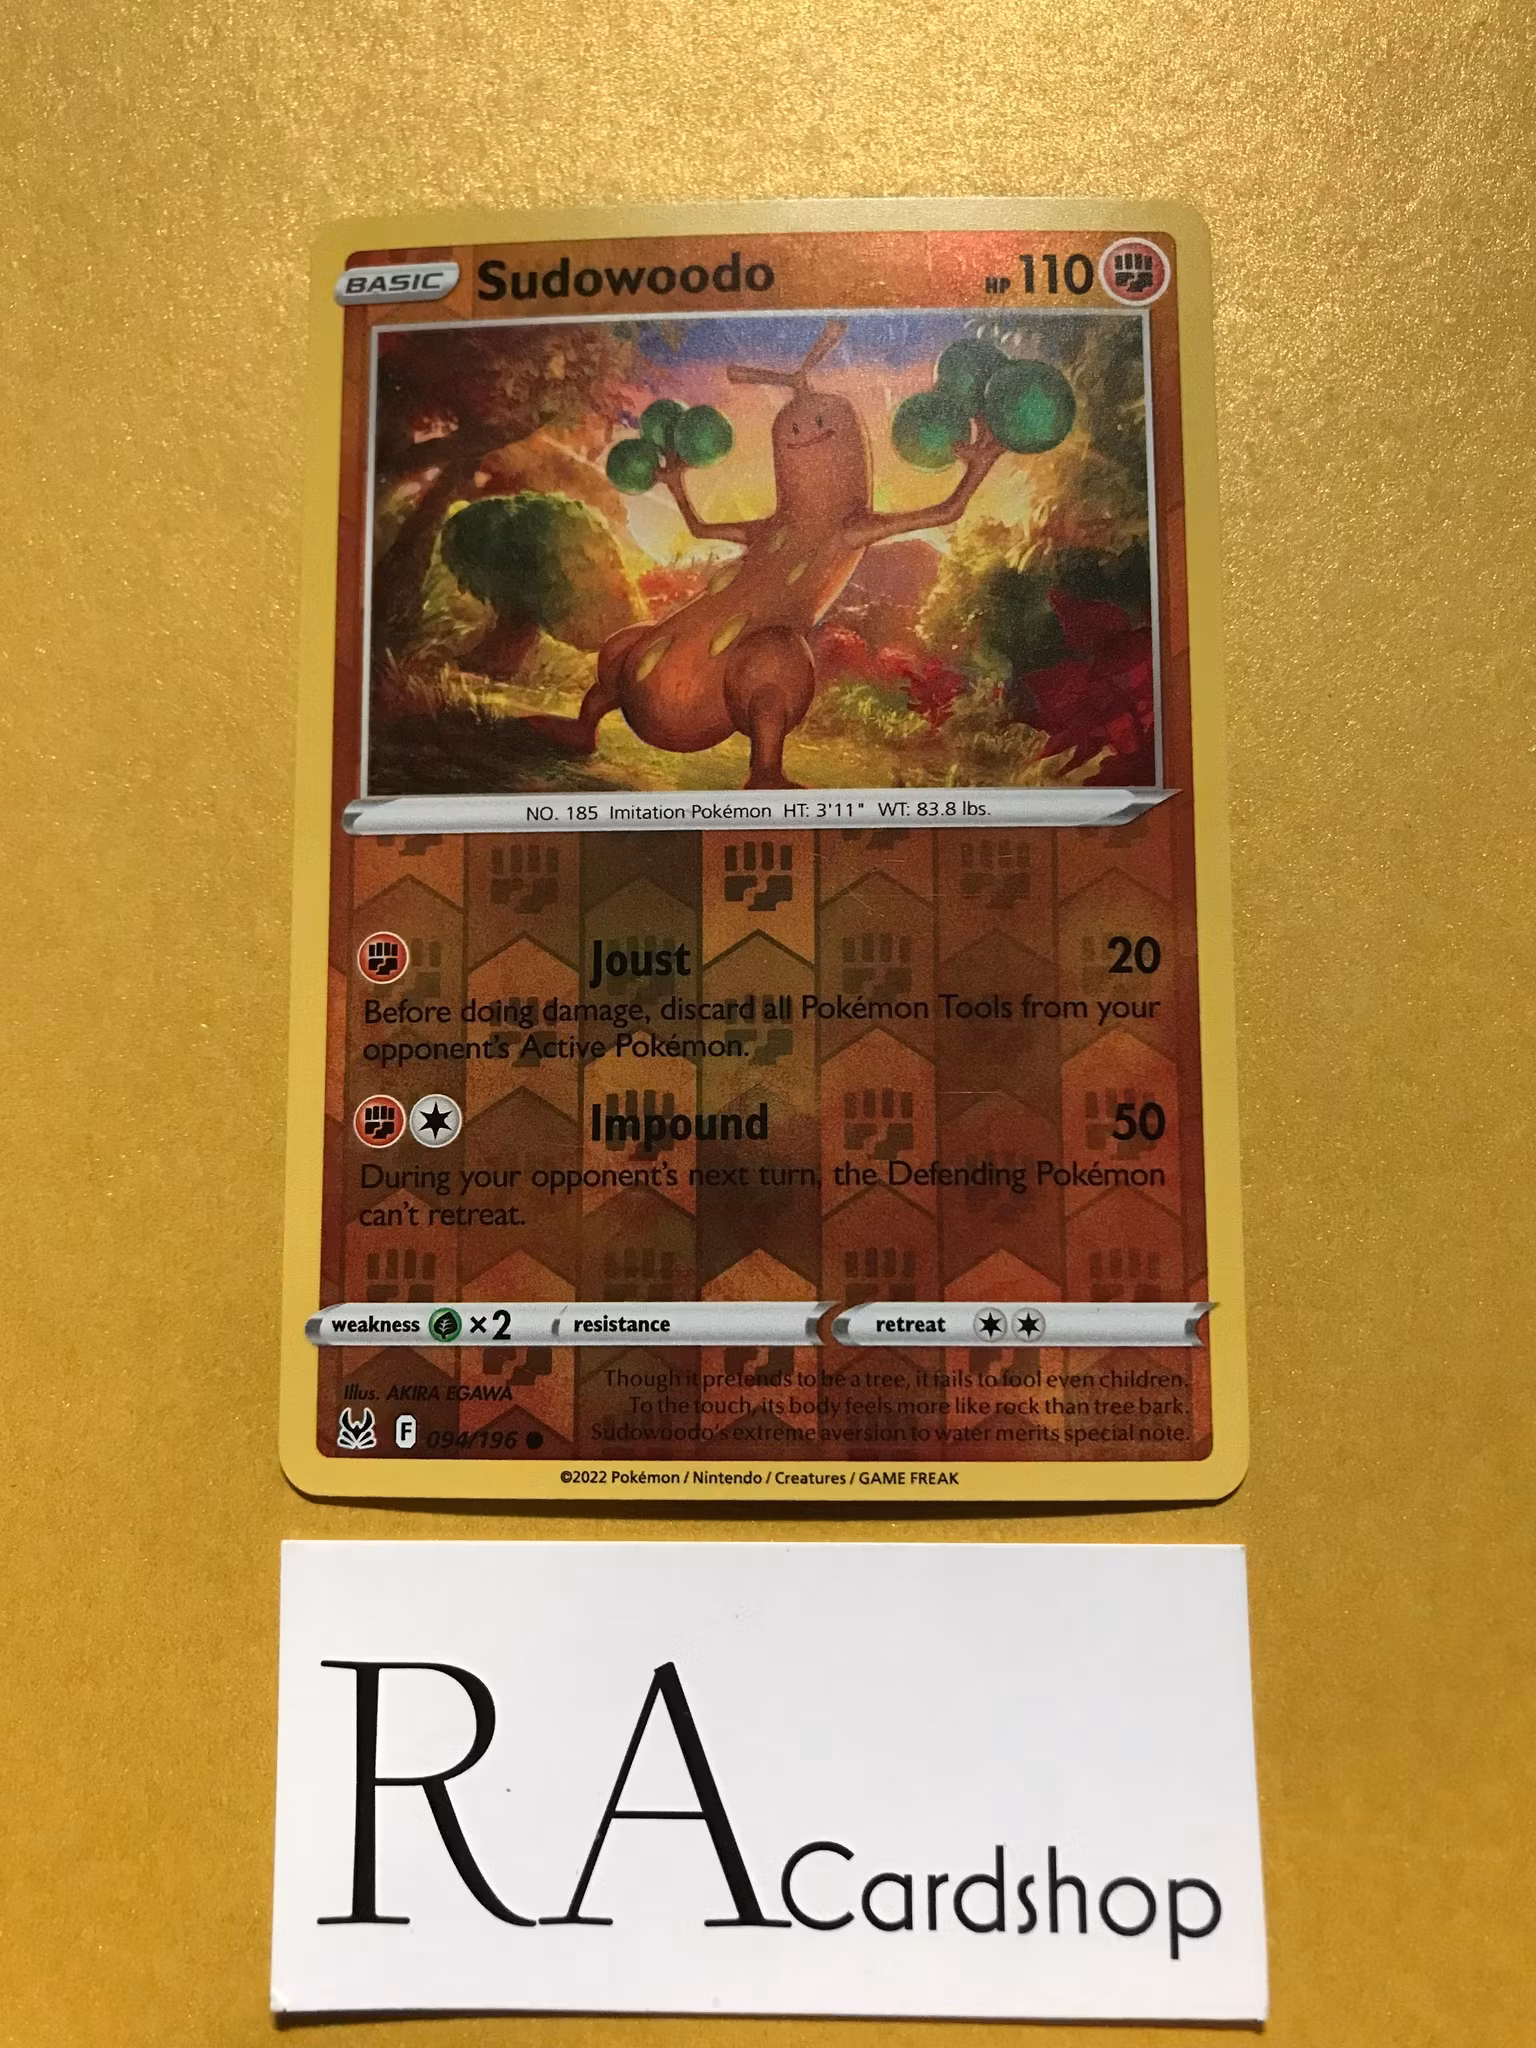 BASIC Sudowoodo HP 110
NO. 185 Imitation Pokémon HT: 3'11" WT: 83.8 lbs.
Joust 20
Before doing damage, discard all Pokémon Tools from your
opponent's Active Pokémon.
Impound 50
During your opponent's next turn, the Defending Pokémon
can't retreat.
weakness ×2 resistance retreat
Illus. AKIRA EGAWA
F 094/196
Though it pretends to be a tree, it fails to fool even children.
To the touch, its body feels more like rock than tree bark.
Sudowoodo's extreme aversion to water merits special note.
©2022 Pokémon / Nintendo / Creatures / GAME FREAK
RA Cardshop